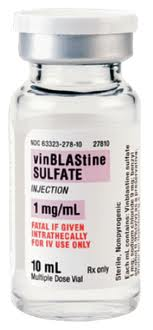 NDC 63323-278-10 27810
vinBLAStine
SULFATE
INJECTION
1 mg/mL
FATAL IF GIVEN
INTRATHECALLY
FOR IV USE ONLY
10 mL
Rx only
Multiple Dose Vial
Sterile, Nonpyrogenic